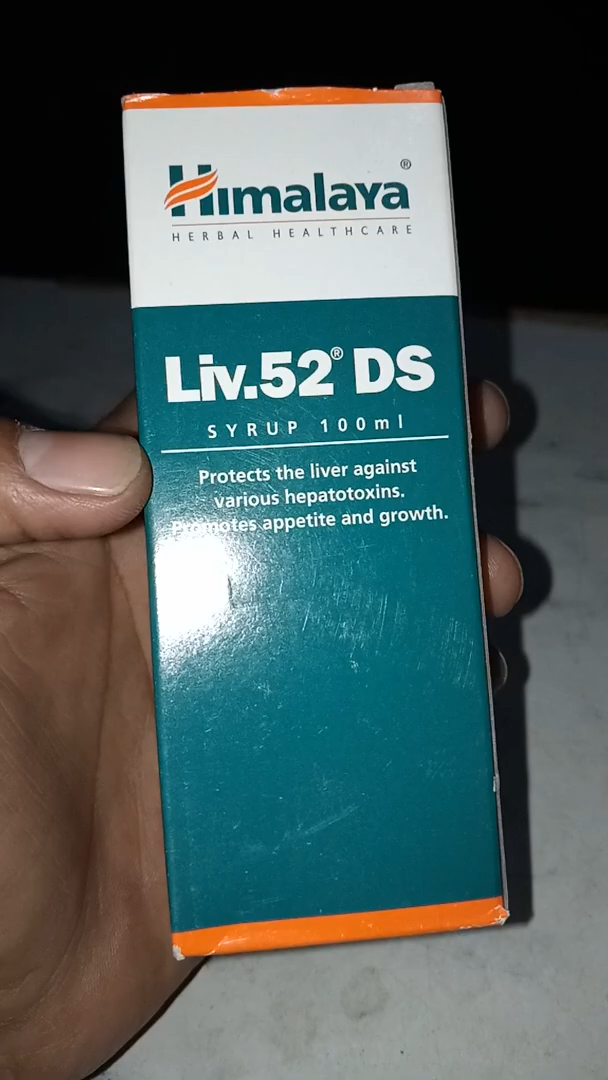 Himalaya®
HERBAL HEALTHCARE
Liv.52® DS
SYRUP 100ml
Protects the liver against
various hepatotoxins.
Promotes appetite and growth.